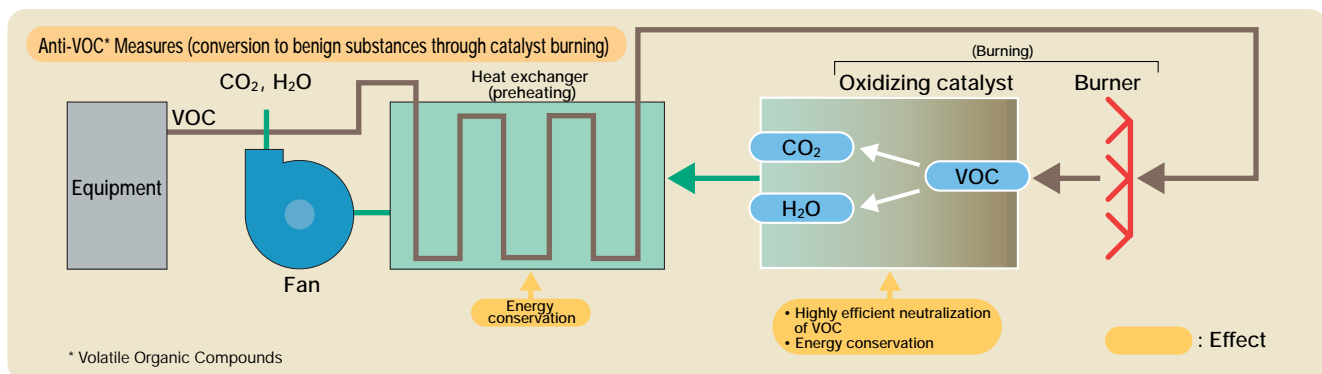 Anti-VOC* Measures (conversion to benign substances through catalyst burning)
CO₂, H₂O
VOC
Equipment
Fan
Heat exchanger
(preheating)
Energy
conservation
(Burning)
Oxidizing catalyst
Burner
CO₂
VOC
H₂O
• Highly efficient neutralization
of VOC
• Energy conservation
: Effect
* Volatile Organic Compounds